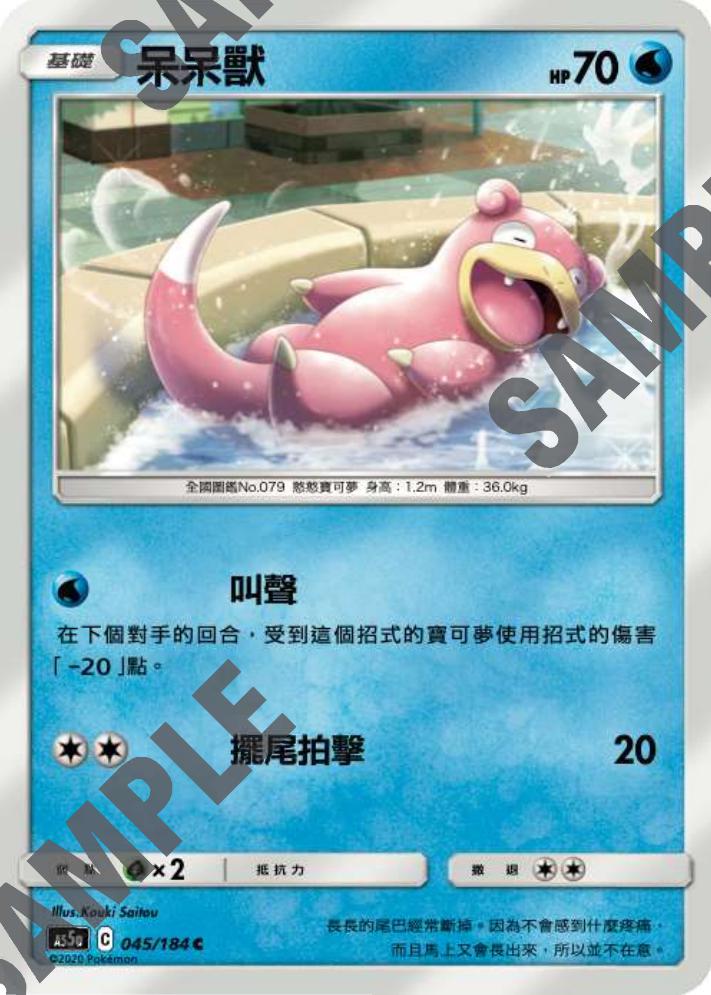 SAMPLE
基礎 呆呆獸 HP70
SAMPLE
全國圖鑑No.079 憨憨寶可夢 身高：1.2m 體重：36.0kg
叫聲
在下個對手的回合，受到這個招式的寶可夢使用招式的傷害
「-20」點。
擺尾拍擊 20
SAMPLE
弱點 ×2 抵抗力 撤退
Illus.Kouki Saitou
長長的尾巴經常斷掉。因為不會感到什麼疼痛，
C 045/184 C
而且馬上又會長出來，所以並不在意。
©2020 Pokémon